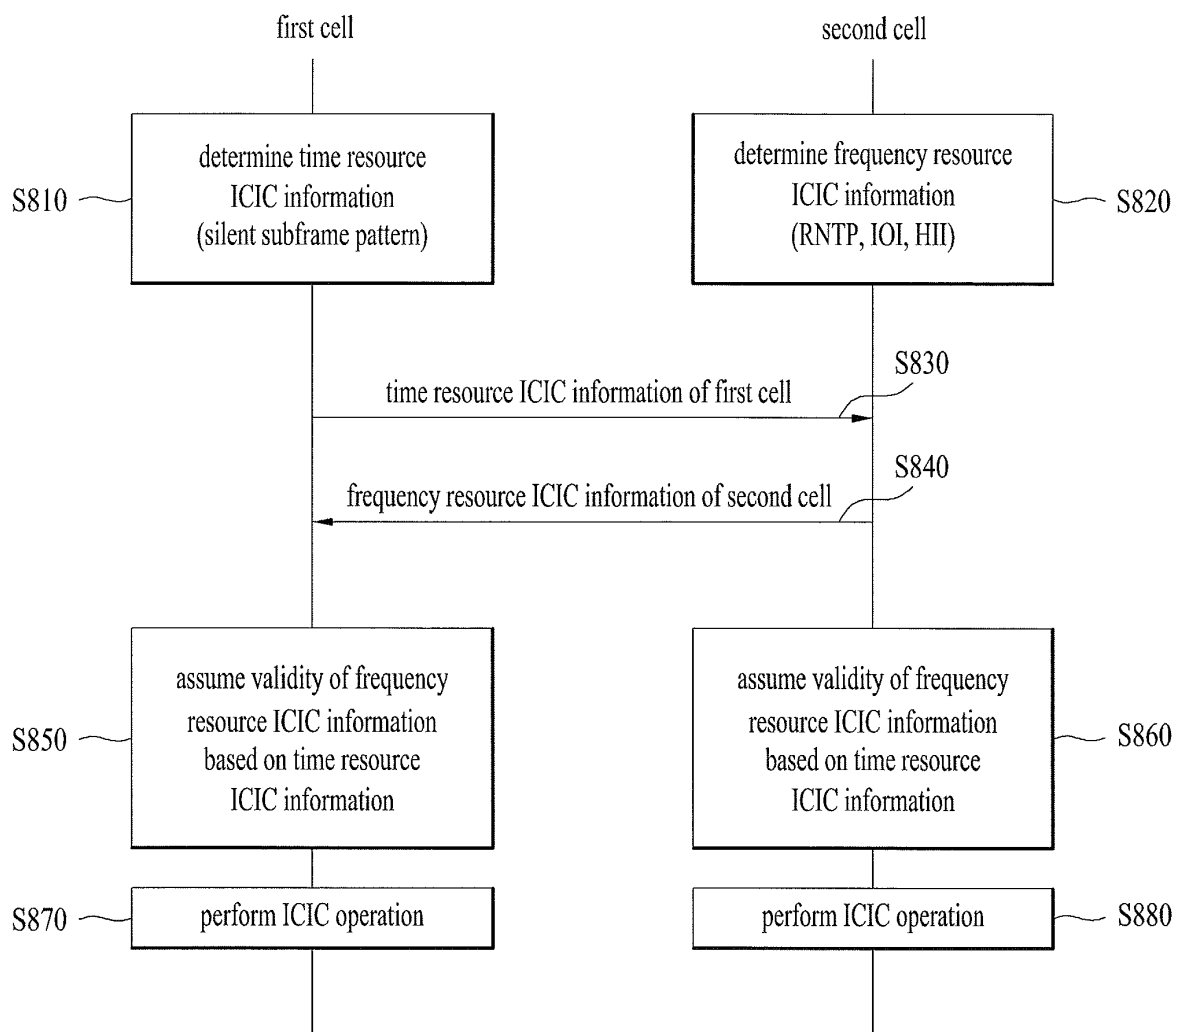 first cell
second cell
S810
determine time resource
ICIC information
(silent subframe pattern)
determine frequency resource
ICIC information
(RNTP, IOI, HII)
S820
S830
time resource ICIC information of first cell
S840
frequency resource ICIC information of second cell
S850
assume validity of frequency
resource ICIC information
based on time resource
ICIC information
assume validity of frequency
resource ICIC information
based on time resource
ICIC information
S860
S870
perform ICIC operation
perform ICIC operation
S880